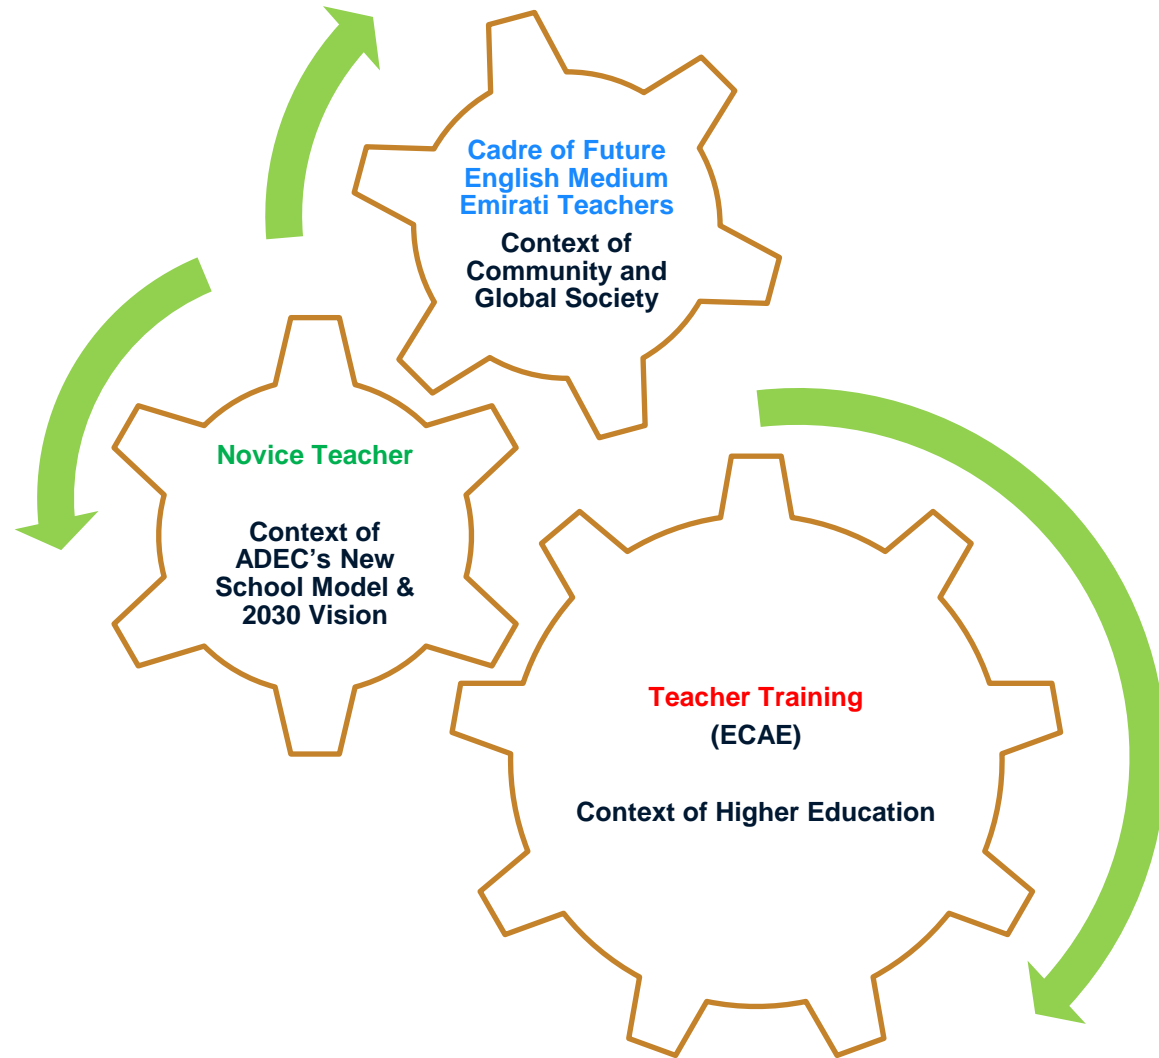 Cadre of Future
English Medium
Emirati Teachers
Context of
Community and
Global Society
Novice Teacher
Context of
ADEC’s New
School Model &
2030 Vision
Teacher Training
(ECAE)
Context of Higher Education